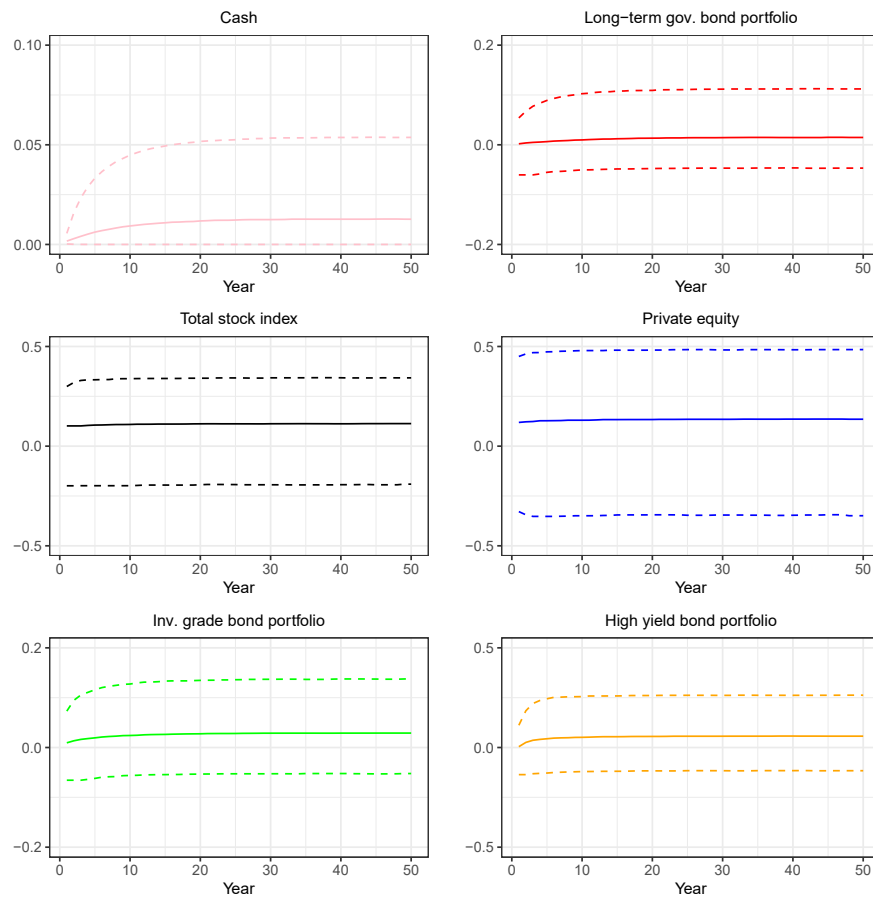 Cash
0.10
0.05
0.00
0 10 20 30 40 50
Year
Long−term gov. bond portfolio
0.2
0.0
−0.2
0 10 20 30 40 50
Year
Total stock index
0.5
0.0
−0.5
0 10 20 30 40 50
Year
Private equity
0.5
0.0
−0.5
0 10 20 30 40 50
Year
Inv. grade bond portfolio
0.2
0.0
−0.2
0 10 20 30 40 50
Year
High yield bond portfolio
0.5
0.0
−0.5
0 10 20 30 40 50
Year